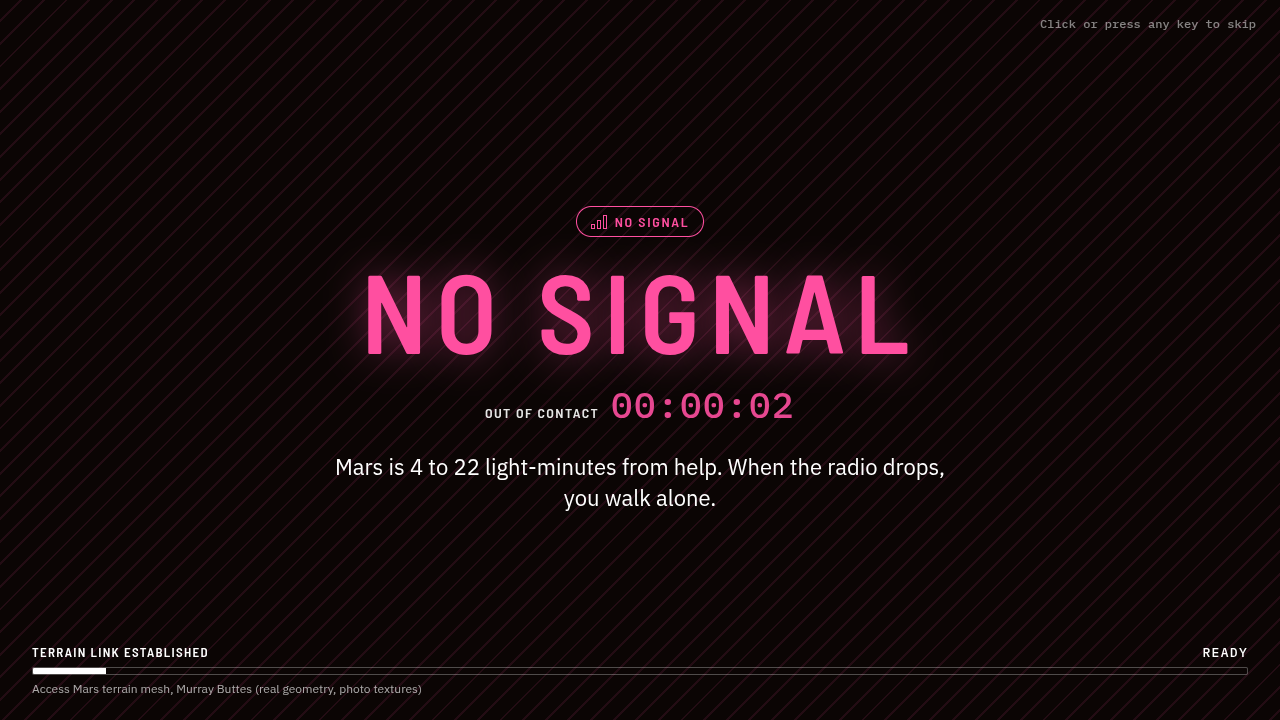 Click or press any key to skip
NO SIGNAL
NO SIGNAL
OUT OF CONTACT 00:00:02
Mars is 4 to 22 light-minutes from help. When the radio drops,
you walk alone.
TERRAIN LINK ESTABLISHED
READY
Access Mars terrain mesh, Murray Buttes (real geometry, photo textures)